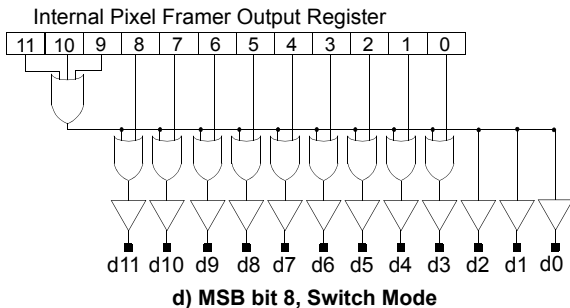 Internal Pixel Framer Output Register
11 10 9 8 7 6 5 4 3 2 1 0
d11 d10 d9 d8 d7 d6 d5 d4 d3 d2 d1 d0
d) MSB bit 8, Switch Mode